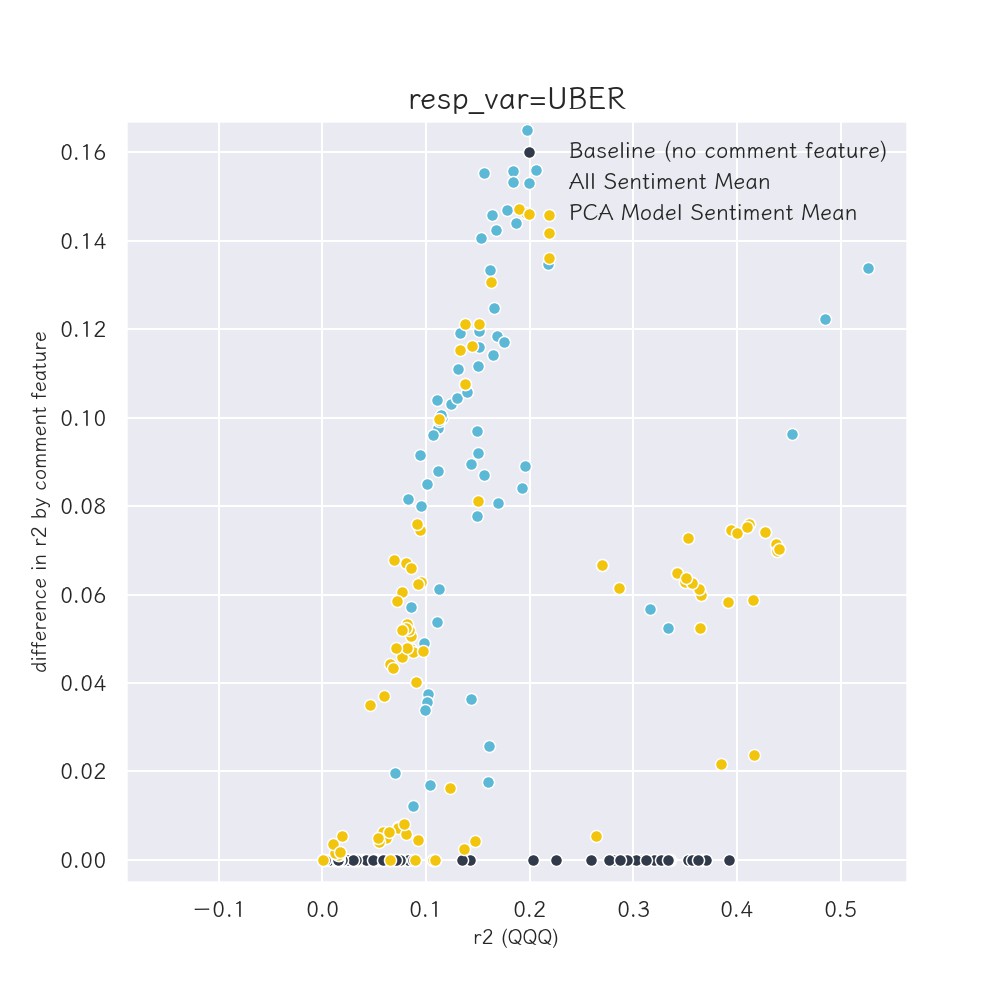 resp_var=UBER
Baseline (no comment feature)
All Sentiment Mean
PCA Model Sentiment Mean
difference in r2 by comment feature
0.16
0.14
0.12
0.10
0.08
0.06
0.04
0.02
0.00
−0.1 0.0 0.1 0.2 0.3 0.4 0.5
r2 (QQQ)